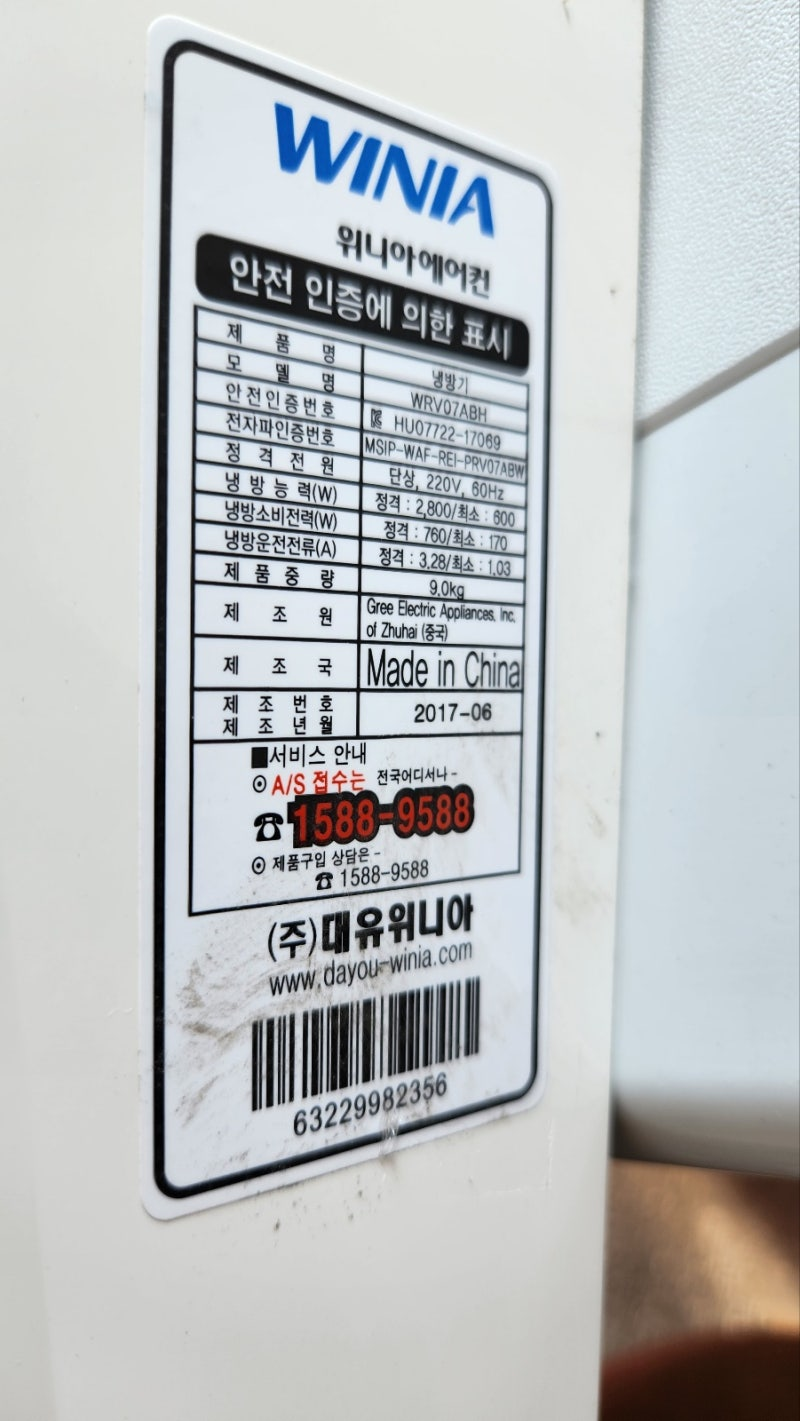 WINIA
위니아에어컨
안전 인증에 의한 표시
제품명 냉방기
모델명 WRV07ABH
안전인증번호 HU07722-17069
전자파인증번호 MSIP-WAF-REI-PRV07ABW
정격전원 단상, 220V, 60Hz
냉방능력(W) 정격 : 2,800/최소 : 600
냉방소비전력(W) 정격 : 760/최소 : 170
냉방운전전류(A) 정격 : 3.28/최소 : 1.03
제품중량 9.0kg
제조원 Gree Electric Appliances, Inc.
of Zhuhai (중국)
제조국 Made in China
제조번호
제조년월 2017-06
■서비스 안내
⊙ A/S 접수는 전국어디서나 -
☎ 1588-9588
⊙ 제품구입 상담은 -
☎ 1588-9588
(주)대유위니아
www.dayou-winia.com
63229982356